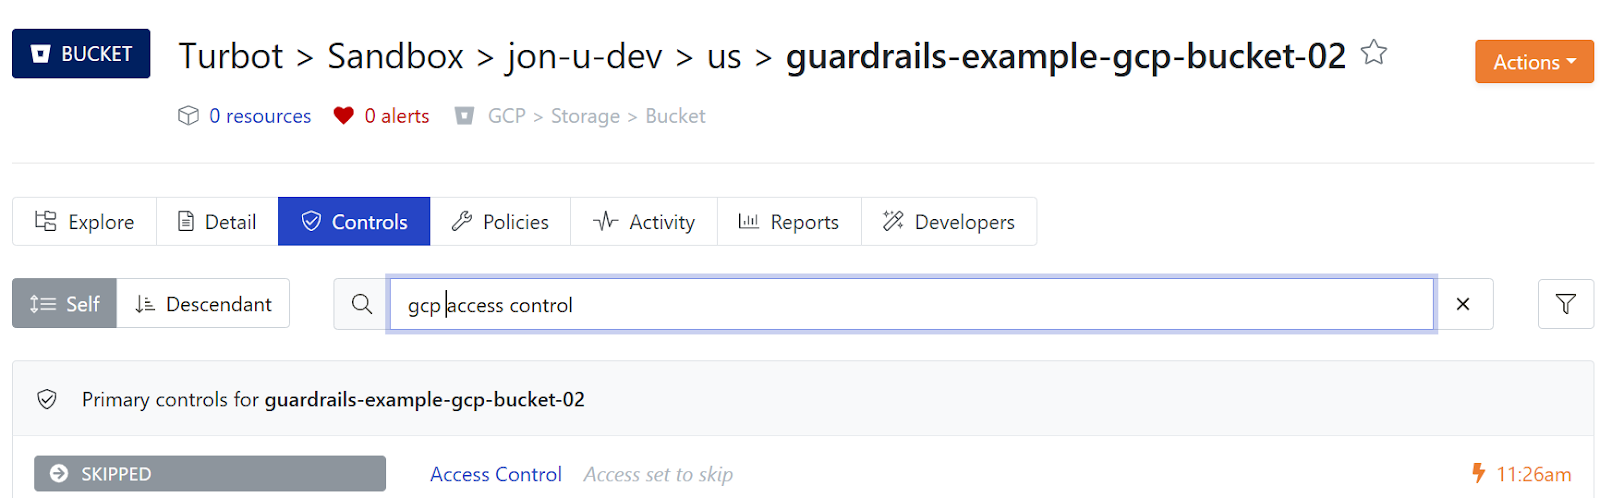 BUCKET
Turbot > Sandbox > jon-u-dev > us > guardrails-example-gcp-bucket-02
Actions
0 resources 0 alerts GCP > Storage > Bucket
Explore Detail Controls Policies Activity Reports Developers
Self Descendant gcp access control
Primary controls for guardrails-example-gcp-bucket-02
SKIPPED Access Control Access set to skip 11:26am